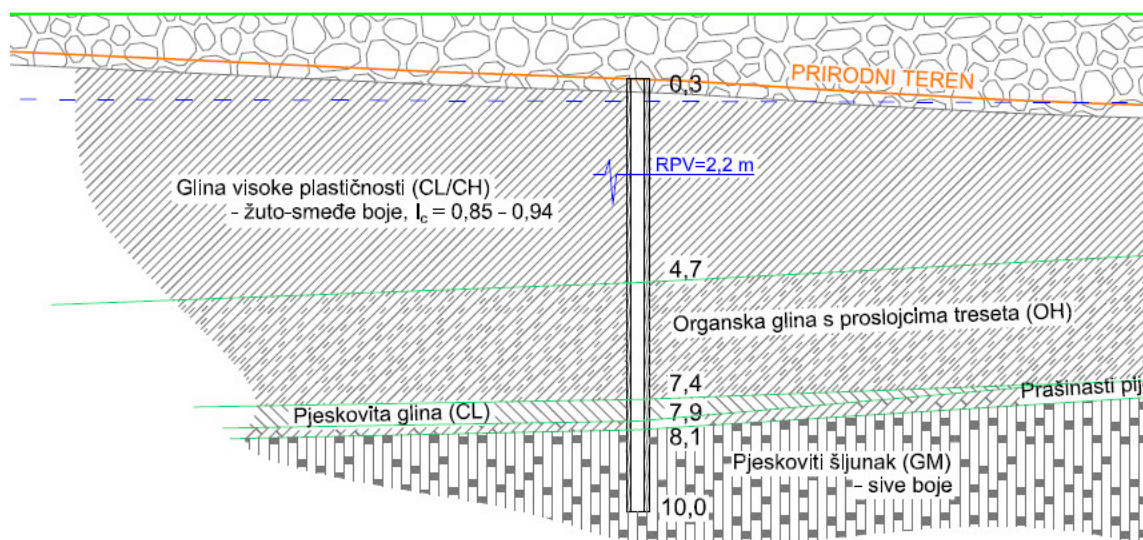 PRIRODNI TEREN
0,3
RPV=2,2 m
Glina visoke plastičnosti (CL/CH)
- žuto-smeđe boje, Ic = 0,85 - 0,94
4,7
Organska glina s proslojcima treseta (OH)
7,4
Prašinasti
Pjeskovita glina (CL)
7,9
8,1
Pjeskoviti šljunak (GM)
- sive boje
10,0